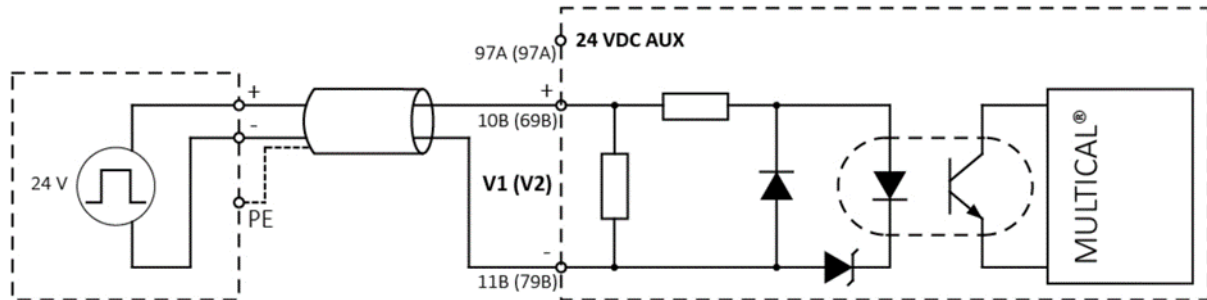 24 VDC AUX
97A (97A)
+
+
10B (69B)
-
24 V
V1 (V2)
PE
-
11B (79B)
MULTICAL®